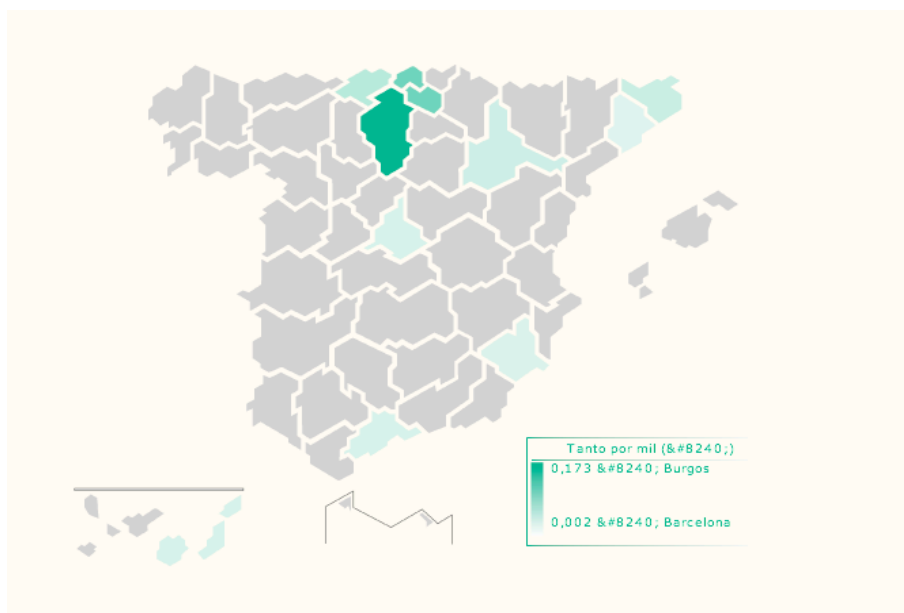 Tanto por mil (&#8240;)
0,173 &#8240; Burgos
0,002 &#8240; Barcelona